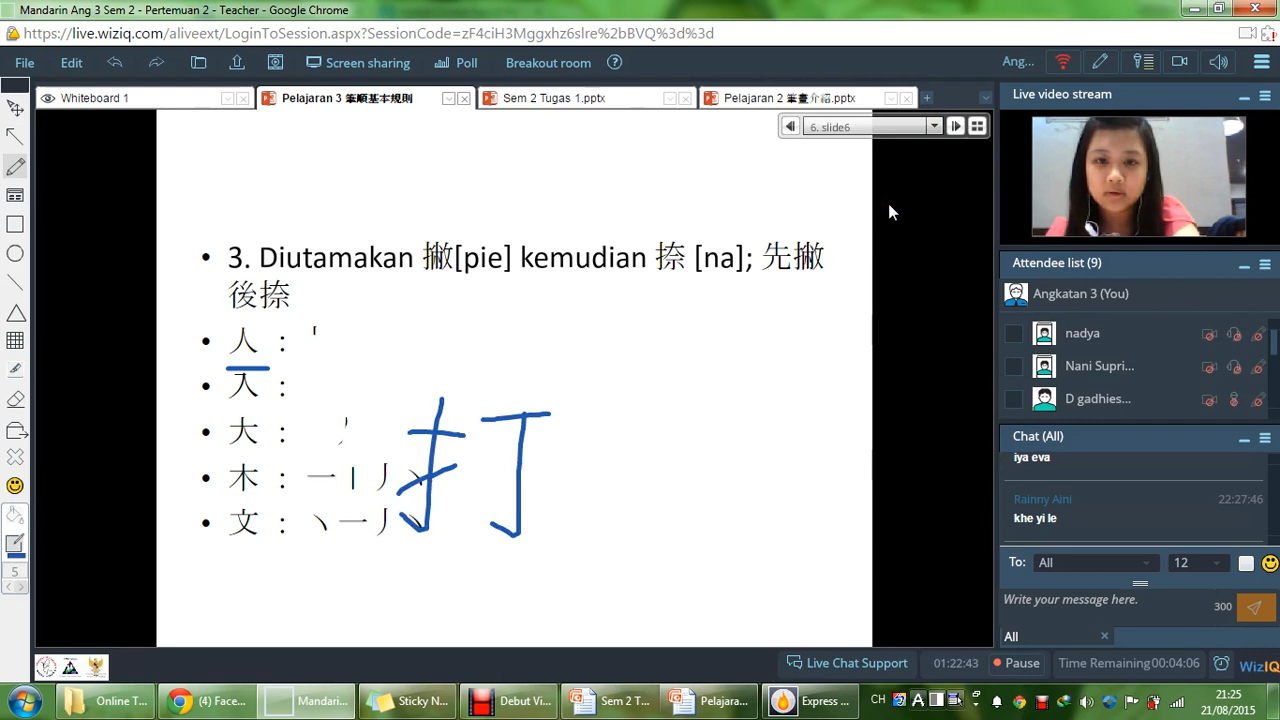 Mandarin Ang 3 Sem 2 - Pertemuan 2 - Teacher - Google Chrome
https://live.wiziq.com/aliveext/LoginToSession.aspx?SessionCode=zF4ciH3Mggxhz6slre%2bBVQ%3d%3d
File Edit Screen sharing Poll Breakout room Ang...
Whiteboard 1 Pelajaran 3 筆順基本規則 Sem 2 Tugas 1.pptx Pelajaran 2 筆畫介紹.pptx
6. slide6
• 3. Diutamakan 撇[pie] kemudian 捺 [na]; 先撇
後捺
• 人 :
• 入 :
• 大 :
• 木 : 一丨丿㇏
• 文 : 丶一丿㇏
打
Live video stream
Attendee list (9)
Angkatan 3 (You)
nadya
Nani Supri...
D gadhies...
Chat (All)
iya eva
Rainny Aini 22:27:46
khe yi le
To: All 12
Write your message here.
300
All
Live Chat Support 01:22:43 Pause Time Remaining 00:04:06 WizIQ
5
Online T... (Face... Mandari... Sticky N... Debut Vi... Sem 2 T... Pelajara... Express ... CH
21:25
21/08/2015